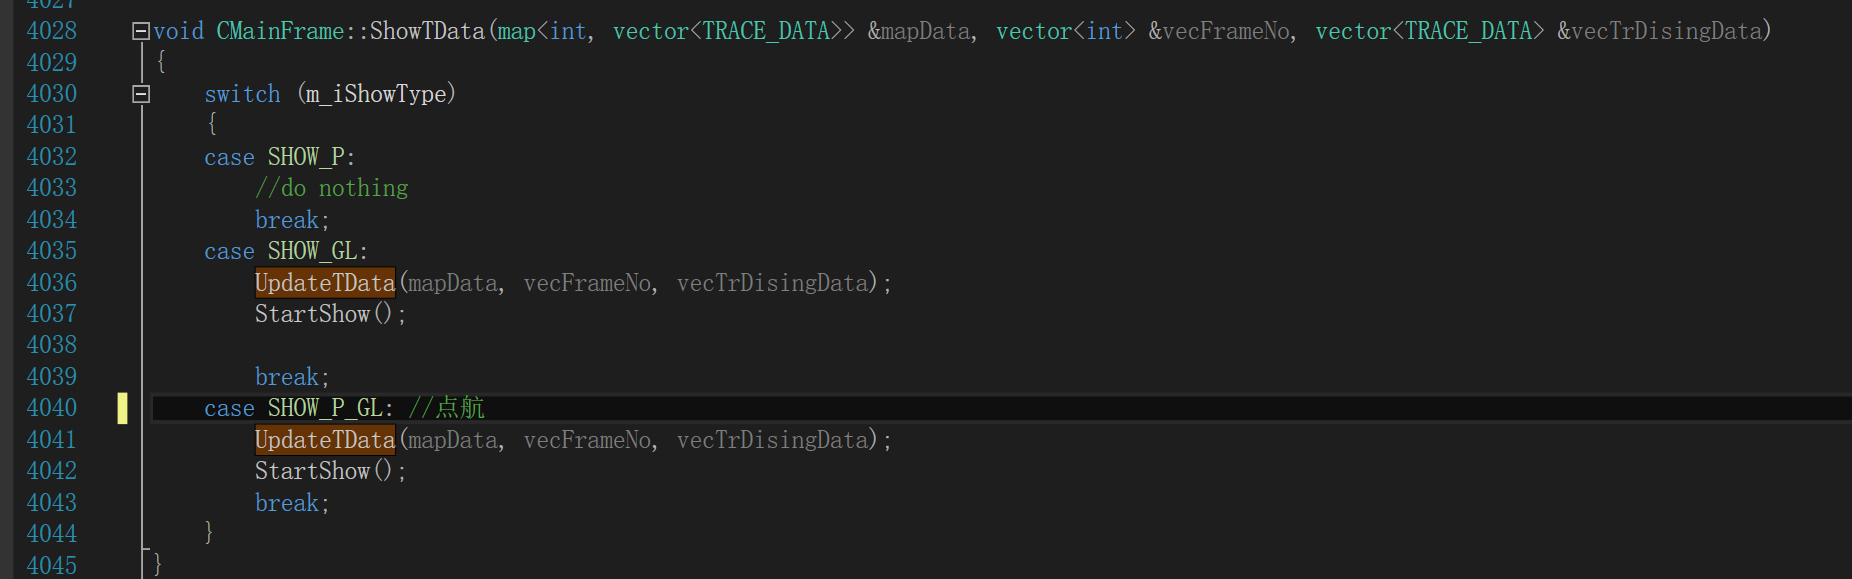 4027
4028 void CMainFrame::ShowTData(map<int, vector<TRACE_DATA>> &mapData, vector<int> &vecFrameNo, vector<TRACE_DATA> &vecTrDisingData)
4029 {
4030 switch (m_iShowType)
4031 {
4032 case SHOW_P:
4033 //do nothing
4034 break;
4035 case SHOW_GL:
4036 UpdateTData(mapData, vecFrameNo, vecTrDisingData);
4037 StartShow();
4038
4039 break;
4040 case SHOW_P_GL: //点航
4041 UpdateTData(mapData, vecFrameNo, vecTrDisingData);
4042 StartShow();
4043 break;
4044 }
4045 }